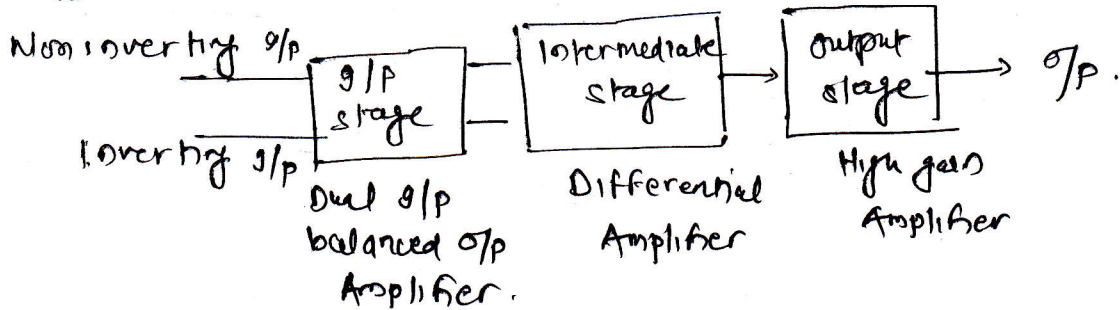 Non inverting i/p
Inverting i/p
i/p
stage
Dual i/p
balanced o/p
Amplifier.
Intermediate
stage
Differential
Amplifier
output
stage
High gain
Amplifier
o/p.